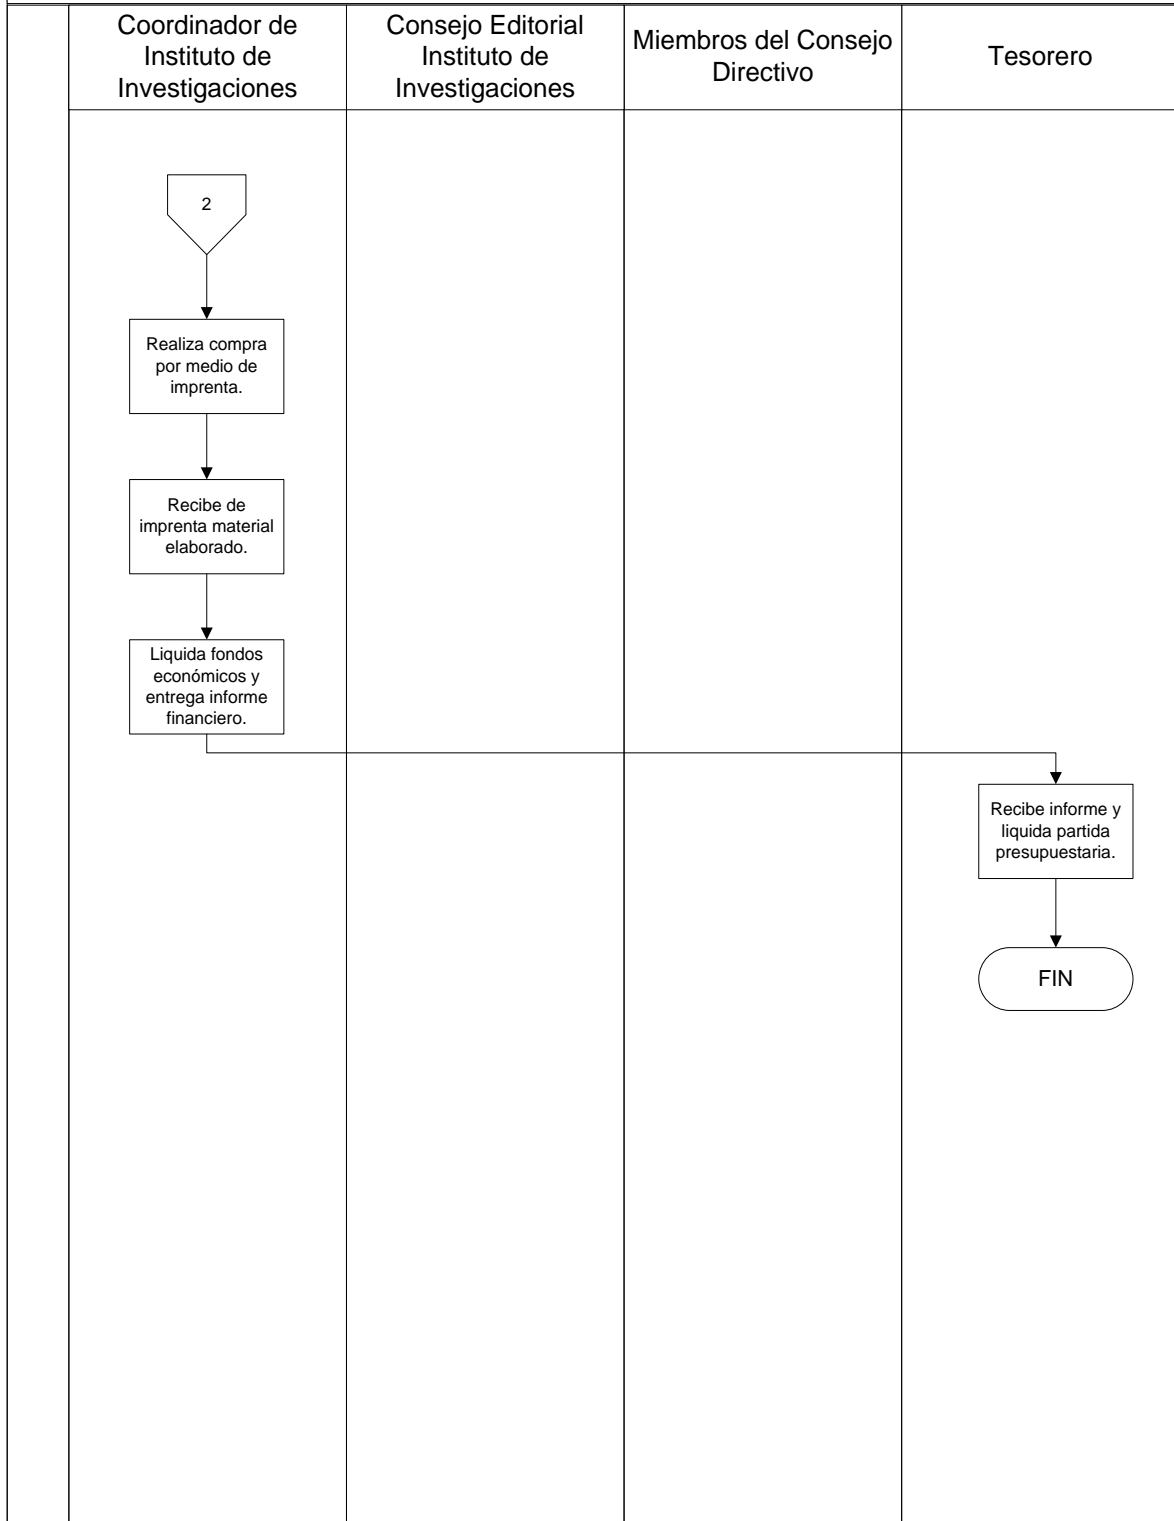 Coordinador de
Instituto de
Investigaciones
Consejo Editorial
Instituto de
Investigaciones
Miembros del Consejo
Directivo
Tesorero
2
Realiza compra
por medio de
imprenta.
Recibe de
imprenta material
elaborado.
Liquida fondos
económicos y
entrega informe
financiero.
Recibe informe y
liquida partida
presupuestaria.
FIN